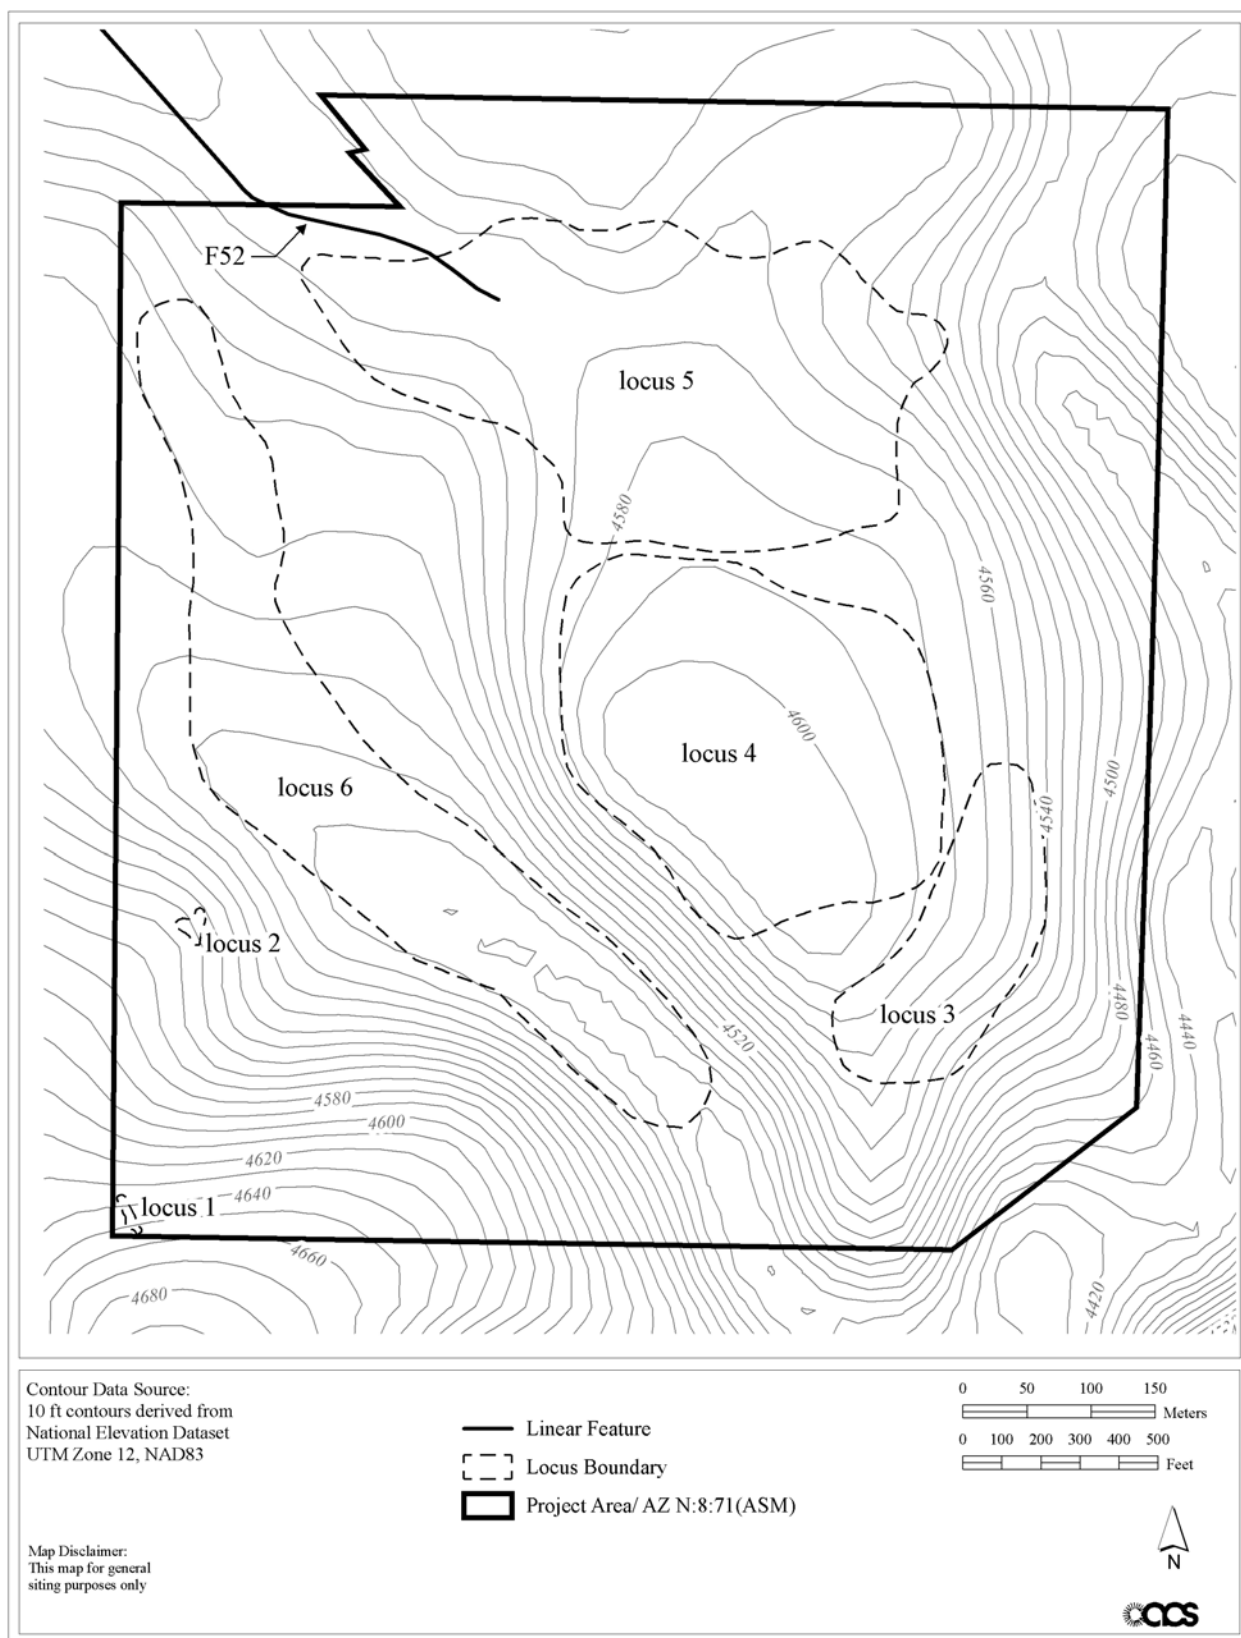 F52
locus 5
4580
4560
4600
locus 4
4500
locus 6
4540
locus 2
locus 3
4480
4520
4440
4460
4580
4600
4620
4640
locus 1
4660
4680
4420
Contour Data Source:
10 ft contours derived from
National Elevation Dataset
UTM Zone 12, NAD83
Map Disclaimer:
This map for general
siting purposes only
Linear Feature
Locus Boundary
Project Area/ AZ N:8:71(ASM)
0 50 100 150
Meters
0 100 200 300 400 500
Feet
N
acs